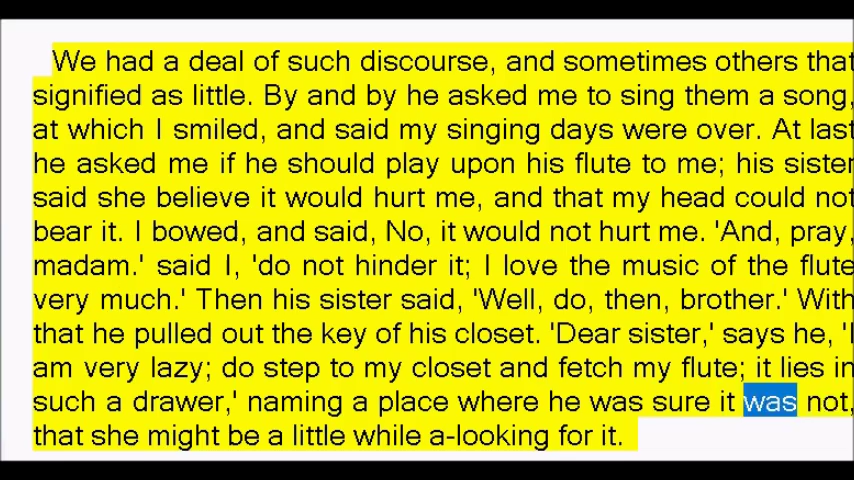 We had a deal of such discourse, and sometimes others that
signified as little. By and by he asked me to sing them a song,
at which I smiled, and said my singing days were over. At last
he asked me if he should play upon his flute to me; his sister
said she believe it would hurt me, and that my head could not
bear it. I bowed, and said, No, it would not hurt me. 'And, pray,
madam.' said I, 'do not hinder it; I love the music of the flute
very much.' Then his sister said, 'Well, do, then, brother.' With
that he pulled out the key of his closet. 'Dear sister,' says he, 'I
am very lazy; do step to my closet and fetch my flute; it lies in
such a drawer,' naming a place where he was sure it was not,
that she might be a little while a-looking for it.